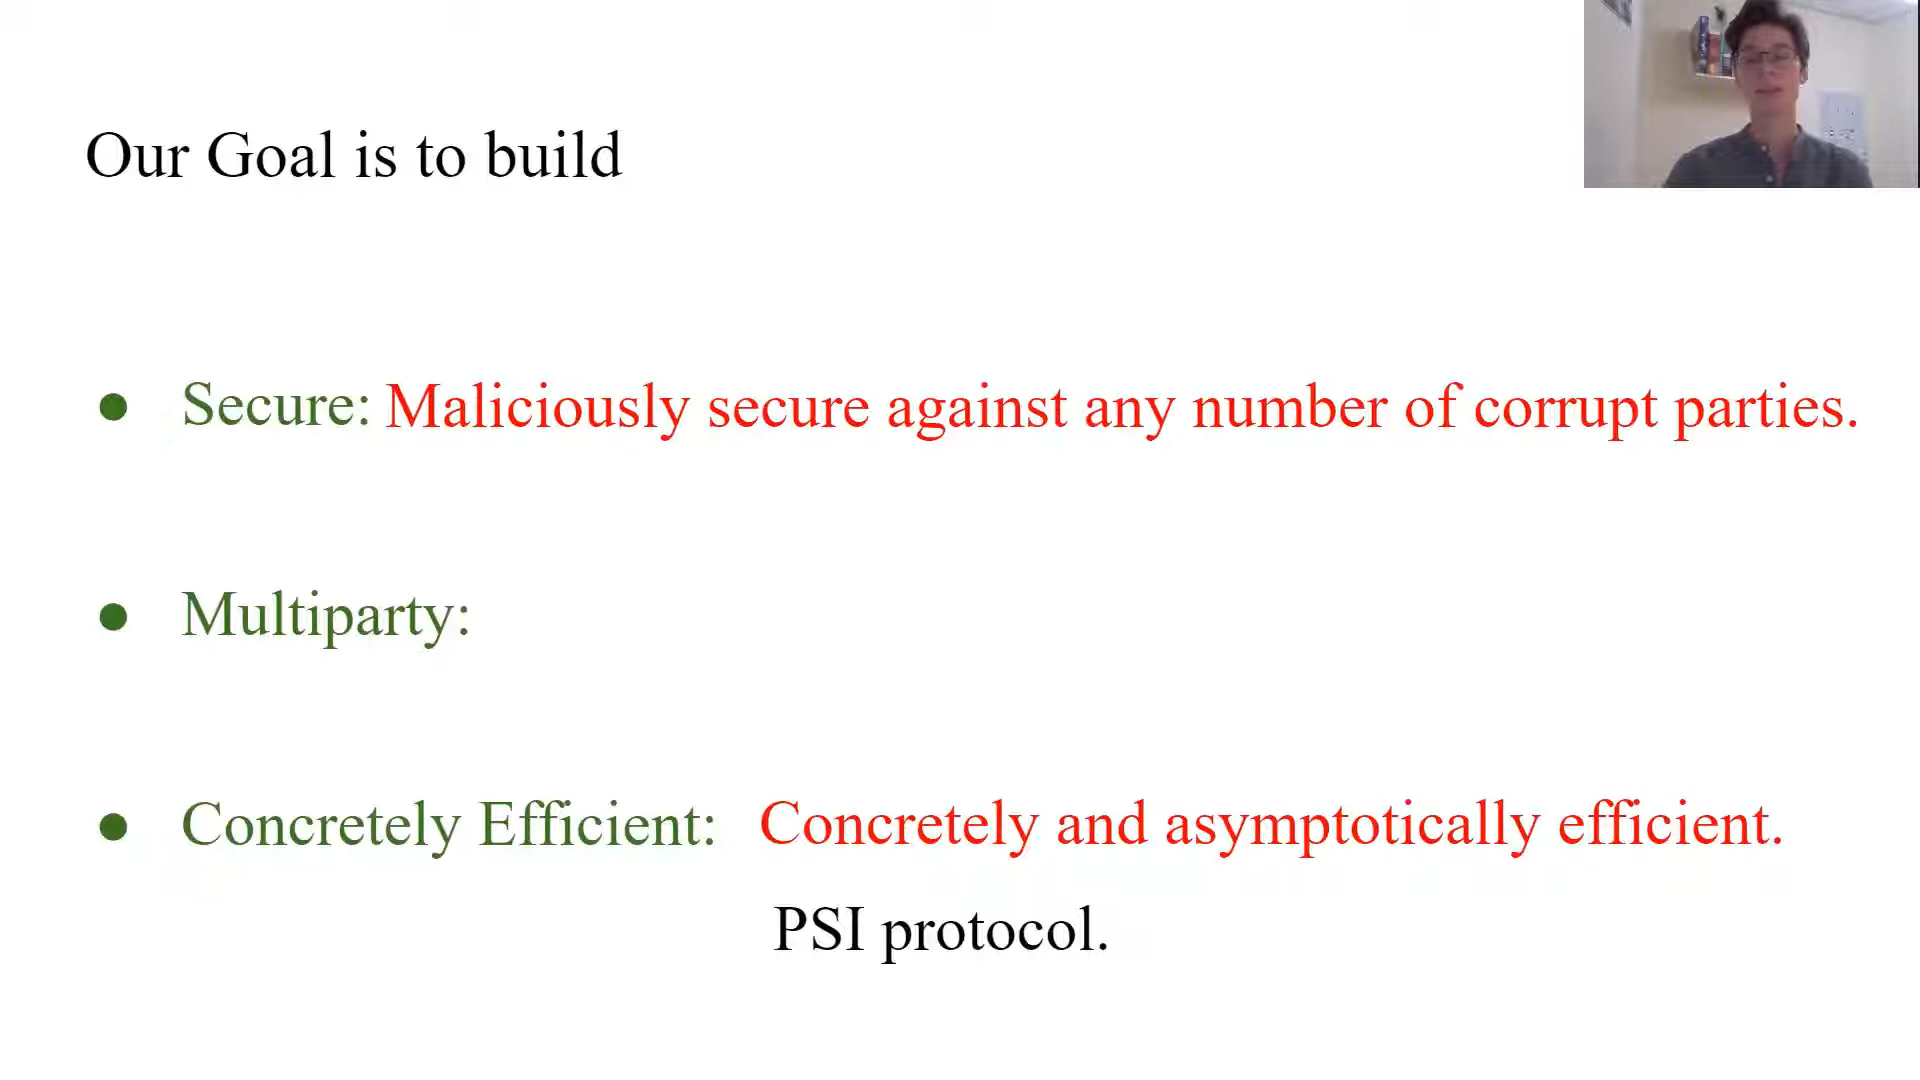 Our Goal is to build
● Secure: Maliciously secure against any number of corrupt parties.
● Multiparty:
● Concretely Efficient: Concretely and asymptotically efficient.
PSI protocol.